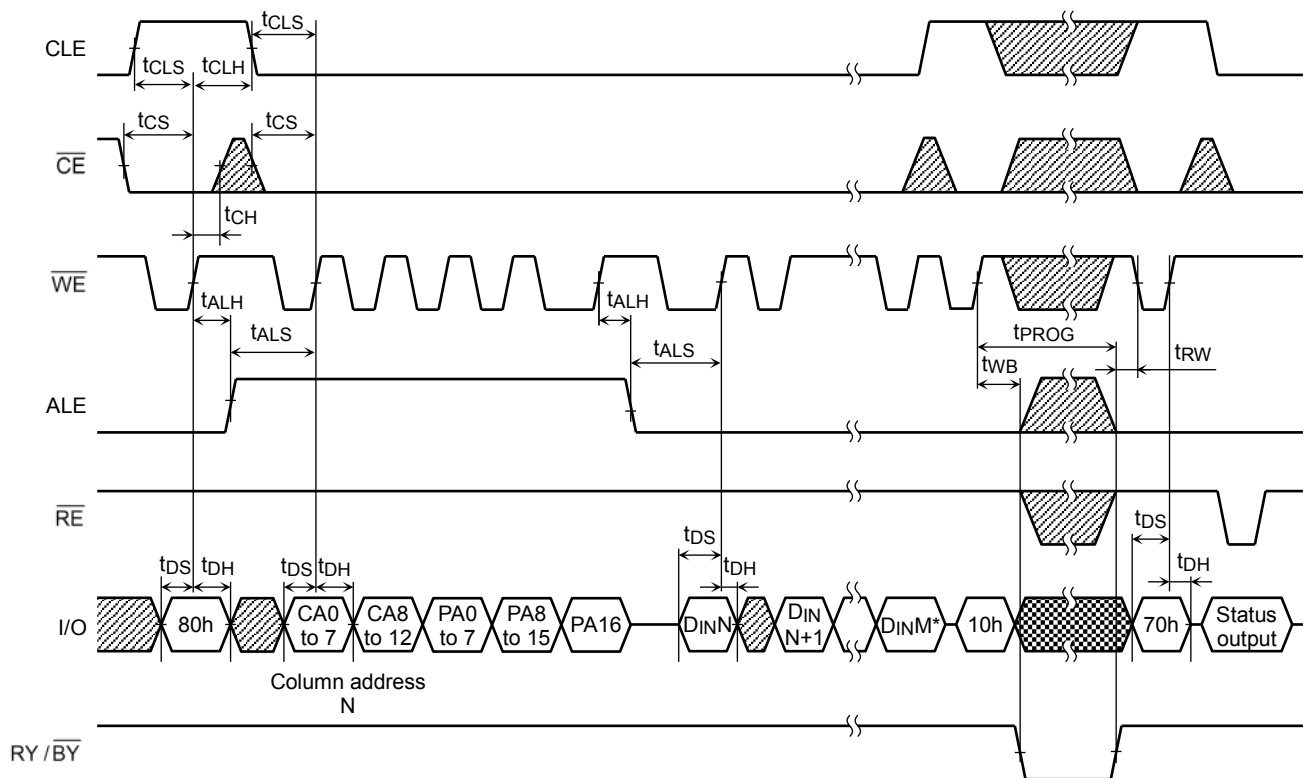 tCLS
CLE
tCLS tCLH
tCS tCS
CE
tCH
WE
tALH tALH
tALS tPROG
tALS tWB tRW
ALE
RE
tDS tDH tDS tDH tDS tDH tDS tDH
I/O 80h CA0 to 7 CA8 to 12 PA0 to 7 PA8 to 15 PA16 DINN DIN N+1 DINM* 10h 70h Status output
Column address
N
RY / BY